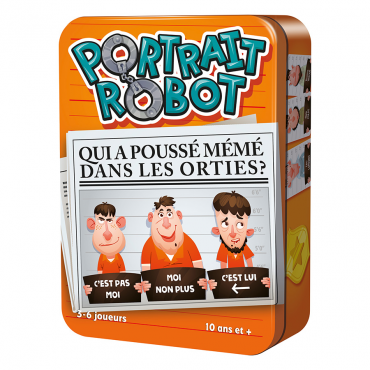 PORTRAIT
ROBOT
QUI A POUSSÉ MÉMÉ
DANS LES ORTIES?
C'EST PAS
MOI
MOI
NON PLUS
C'EST LUI
←
3-6 joueurs
10 ans et +